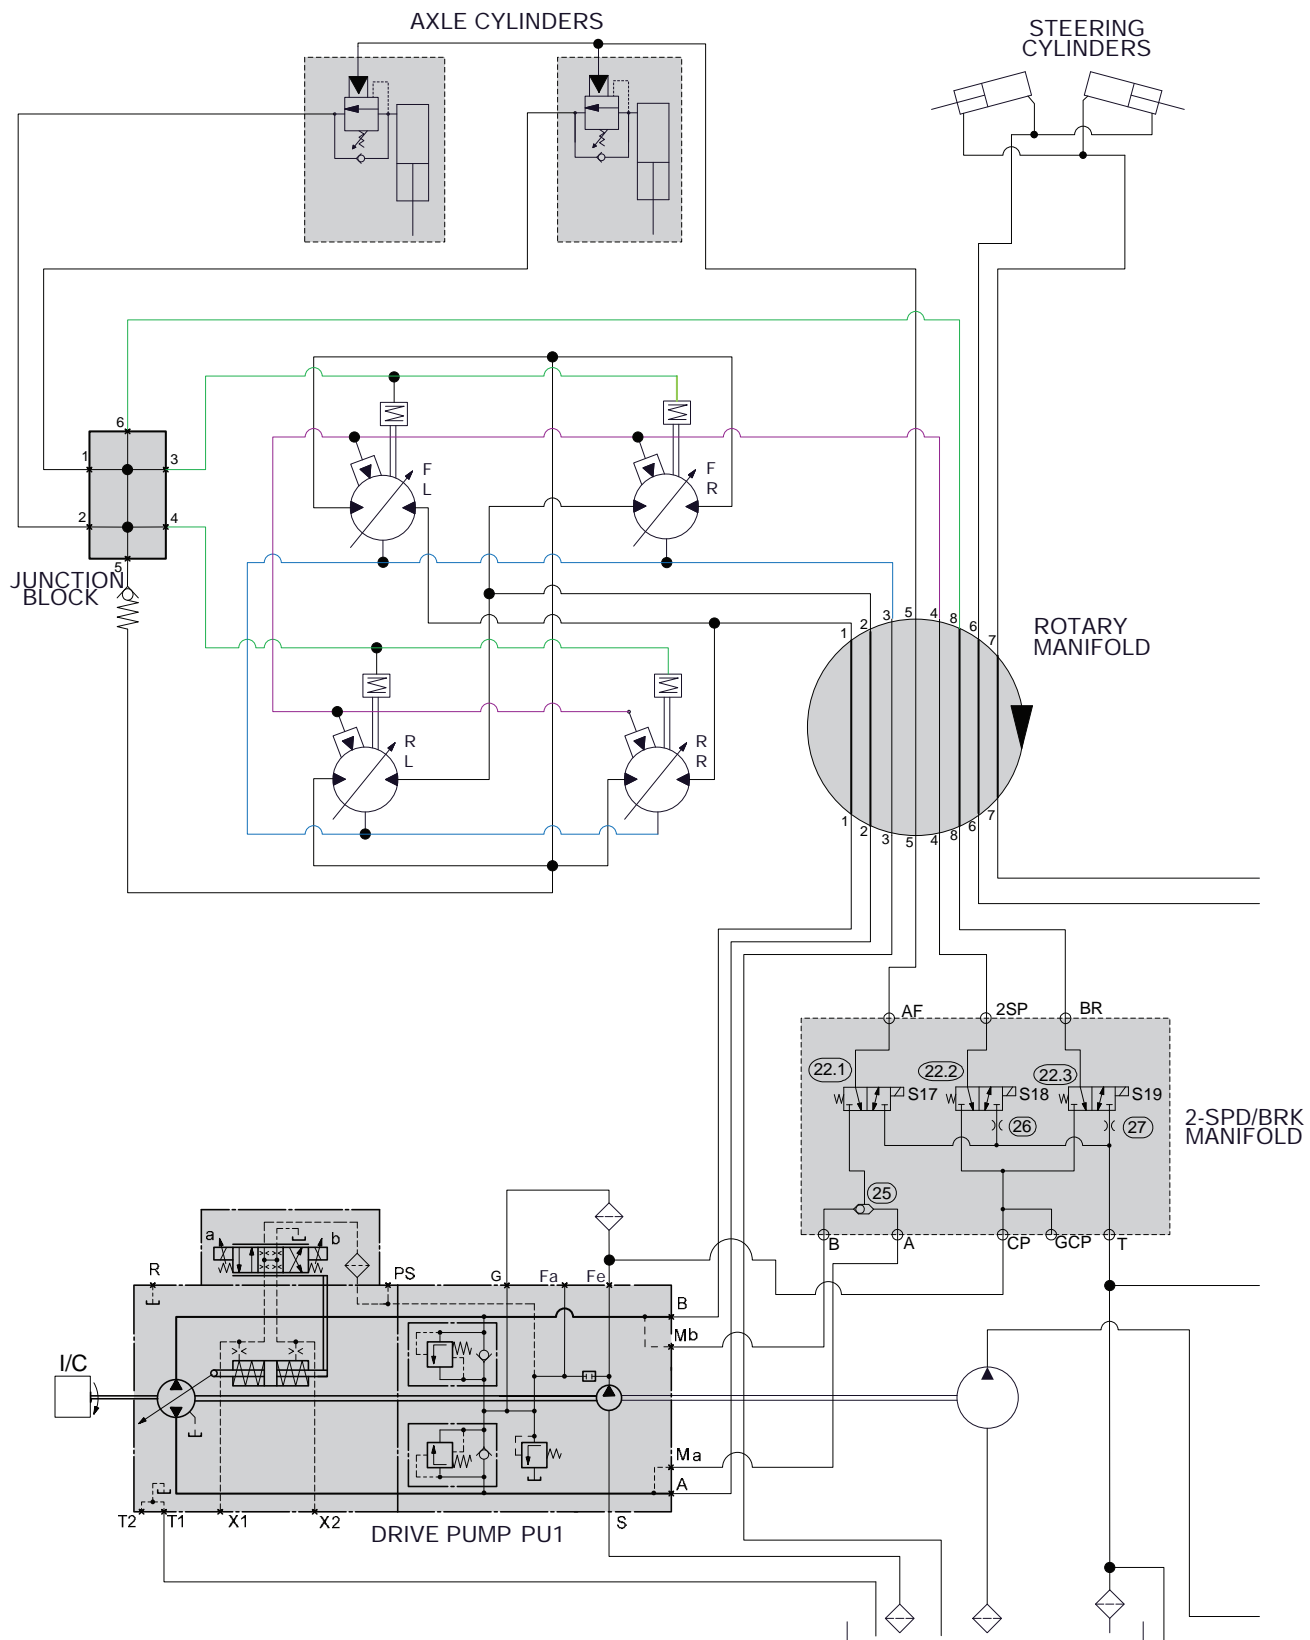 AXLE CYLINDERS
STEERING
CYLINDERS
6
1
3
2
4
5
JUNCTION
BLOCK
F
L
F
R
R
L
R
R
1
2
3
5
4
8
6
7
ROTARY
MANIFOLD
1
2
3
5
4
8
6
7
AF
2SP
BR
22.1
22.2
22.3
S17
S18
S19
26
27
2-SPD/BRK
MANIFOLD
25
B
A
CP
GCP
T
a
b
R
PS
G
Fa
Fe
B
Mb
I/C
Ma
A
T2
T1
X1
X2
S
DRIVE PUMP PU1